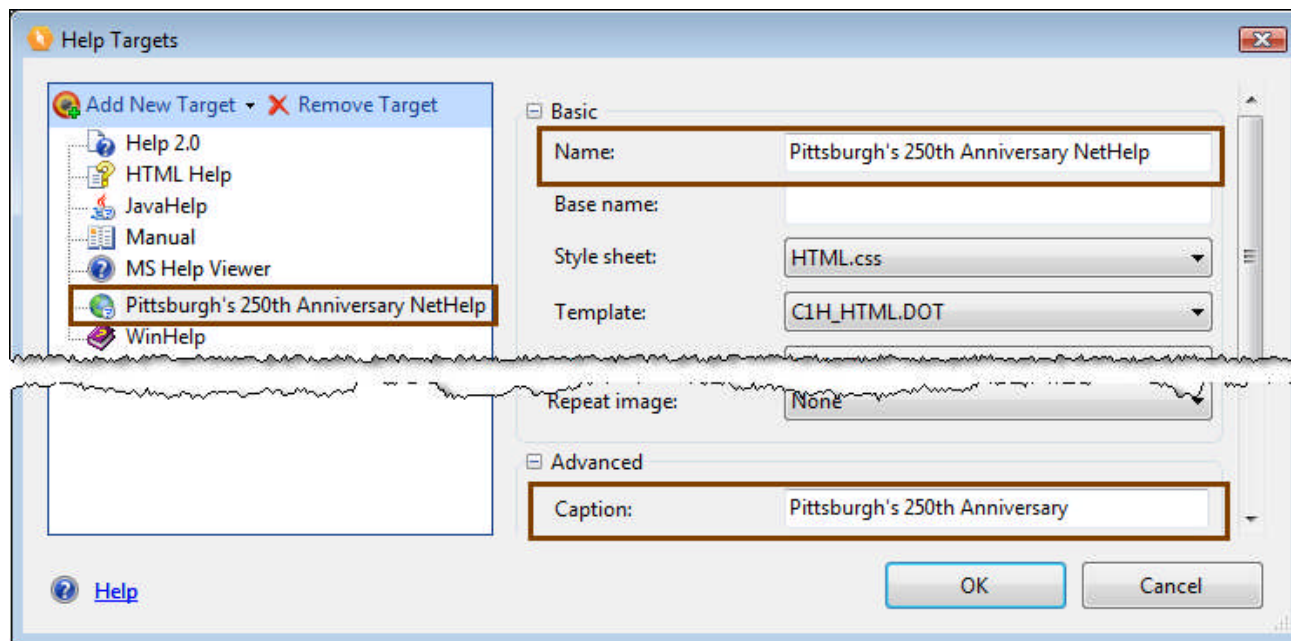 Help Targets
Add New Target
Remove Target
Help 2.0
HTML Help
JavaHelp
Manual
MS Help Viewer
Pittsburgh's 250th Anniversary NetHelp
WinHelp
Basic
Name: Pittsburgh's 250th Anniversary NetHelp
Base name:
Style sheet: HTML.css
Template: C1H_HTML.DOT
Repeat image: None
Advanced
Caption: Pittsburgh's 250th Anniversary
Help
OK
Cancel